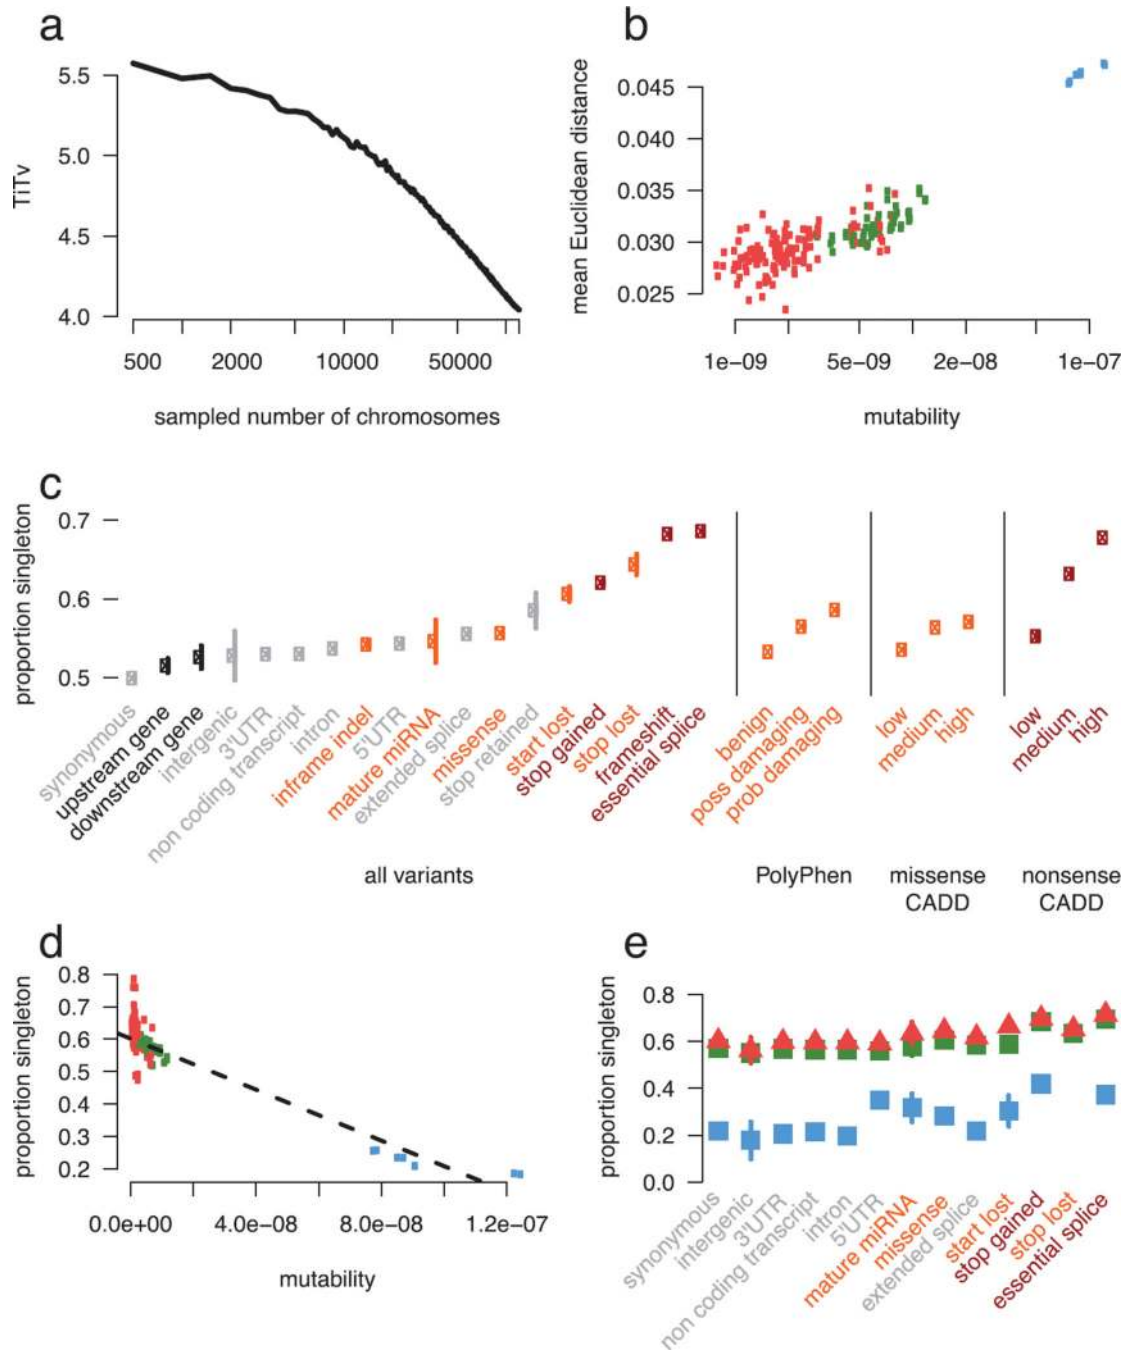 a
TiTv
5.5
5.0
4.5
4.0
500
2000
10000
50000
sampled number of chromosomes
b
mean Euclidean distance
0.045
0.040
0.035
0.030
0.025
1e−09
5e−09
2e−08
1e−07
mutability
c
proportion singleton
0.7
0.6
0.5
synonymous
upstream gene
downstream gene
intergenic
3'UTR
non coding transcript
intron
inframe indel
5'UTR
mature miRNA
extended splice
missense
stop retained
start lost
stop gained
stop lost
frameshift
essential splice
benign
poss damaging
prob damaging
low
medium
high
low
medium
high
all variants
PolyPhen
missense
CADD
nonsense
CADD
d
proportion singleton
0.8
0.7
0.6
0.5
0.4
0.3
0.2
0.0e+00
4.0e−08
8.0e−08
1.2e−07
mutability
e
proportion singleton
0.8
0.6
0.4
0.2
0.0
synonymous
intergenic
3'UTR
non coding transcript
intron
5'UTR
mature miRNA
missense
extended splice
start lost
stop gained
stop lost
essential splice